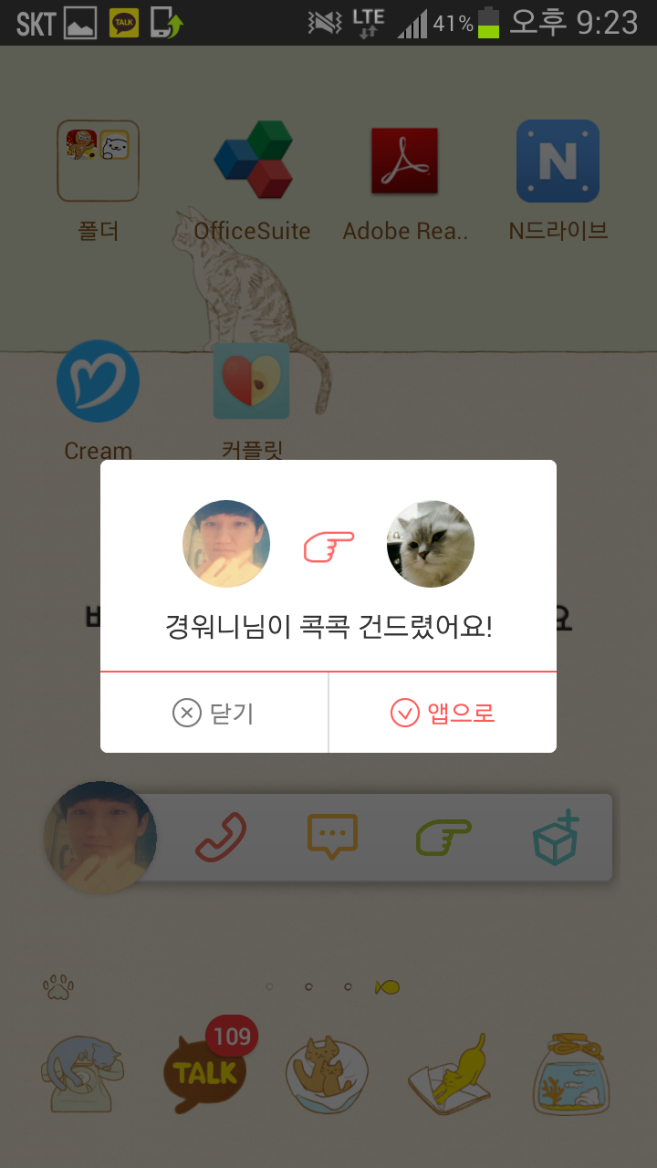 SKT TALK LTE 41% 오후 9:23
N
폴더 OfficeSuite Adobe Rea.. N드라이브
Cream 커플릿
경워니님이 콕콕 건드렸어요!
닫기 앱으로
109
TALK